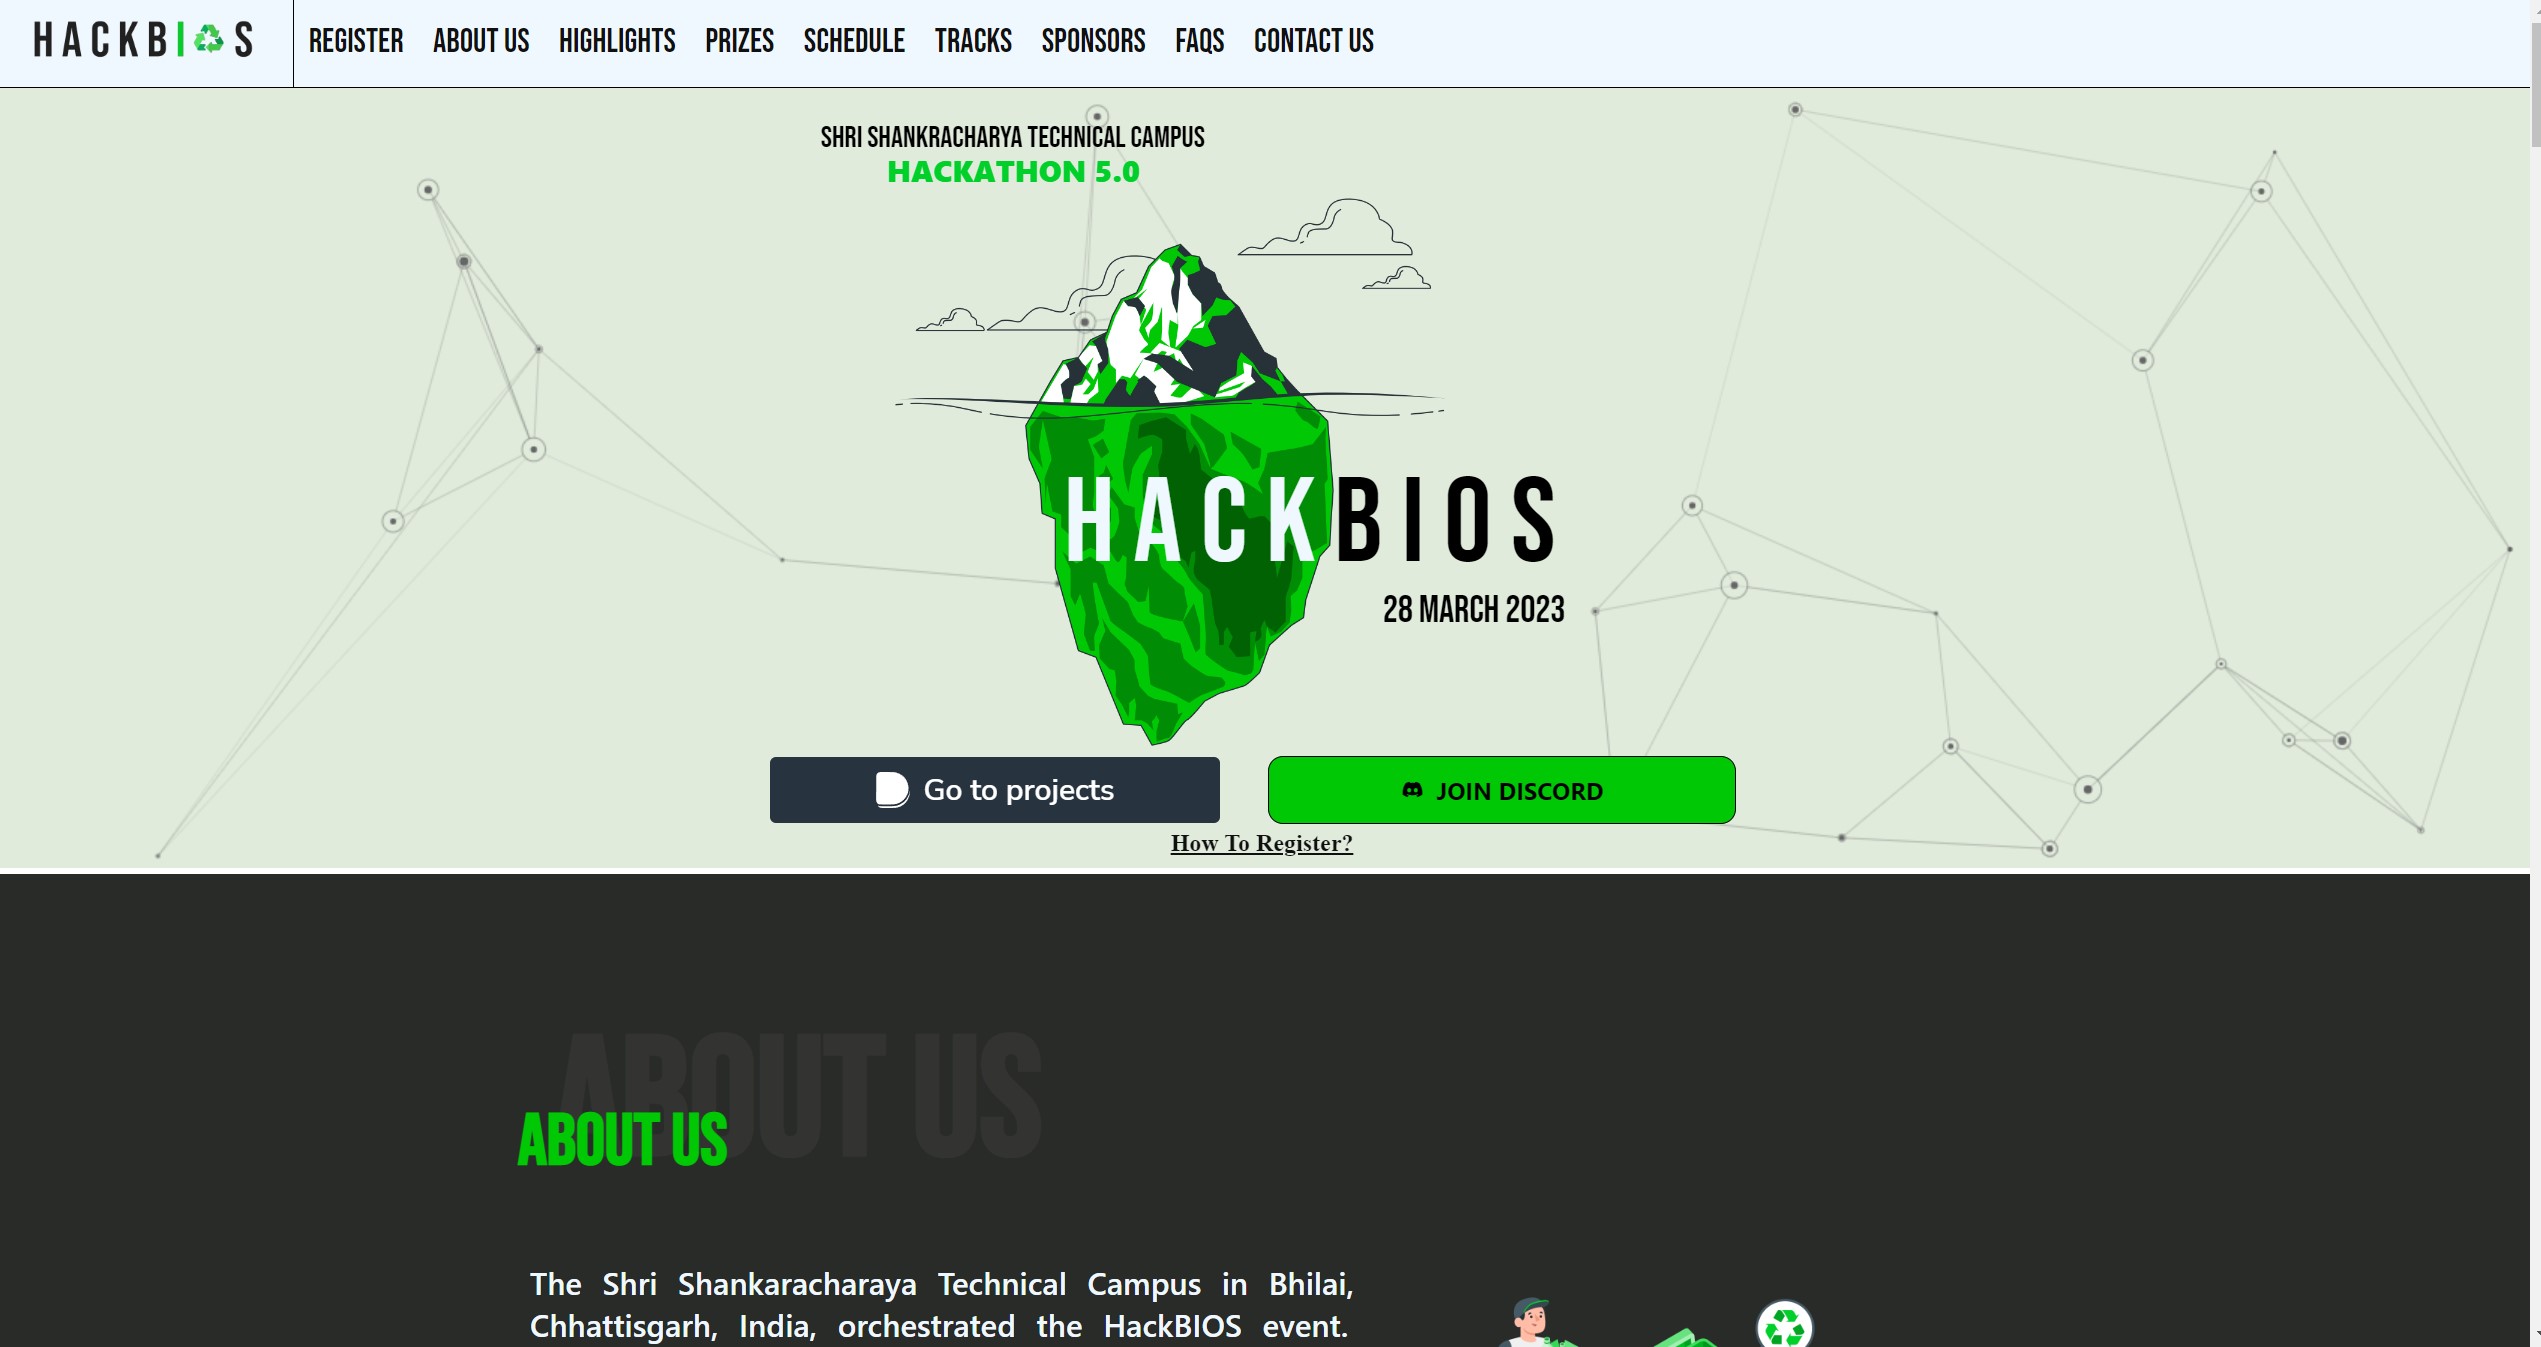 HACKBIOS
REGISTER ABOUT US HIGHLIGHTS PRIZES SCHEDULE TRACKS SPONSORS FAQS CONTACT US
SHRI SHANKRACHARYA TECHNICAL CAMPUS
HACKATHON 5.0
HACKBIOS
28 MARCH 2023
Go to projects
JOIN DISCORD
How To Register?
ABOUT US
ABOUT US
The Shri Shankaracharaya Technical Campus in Bhilai,
Chhattisgarh, India, orchestrated the HackBIOS event.